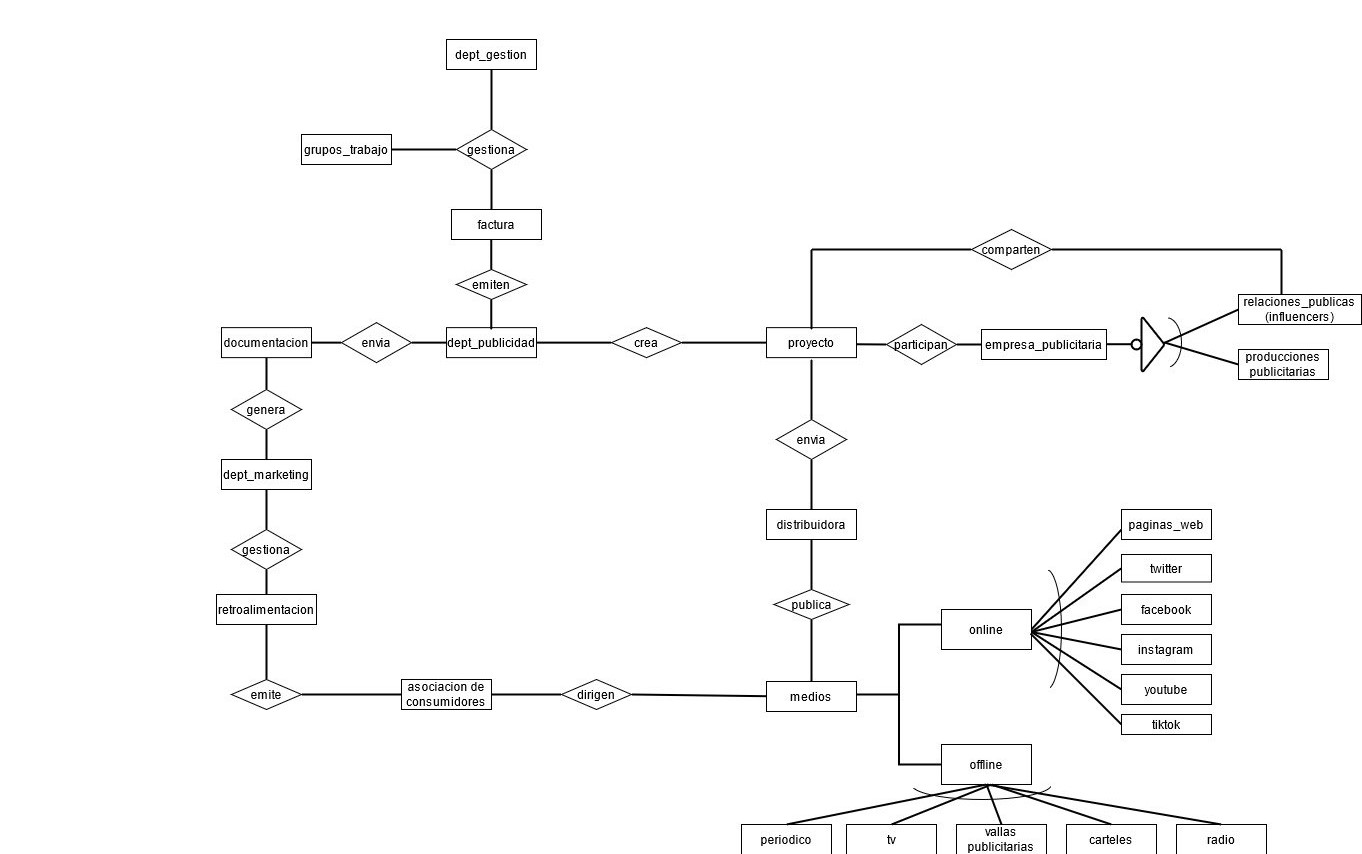 dept_gestion
grupos_trabajo
gestiona
factura
comparten
emiten
relaciones_publicas
(influencers)
documentacion
envia
dept_publicidad
crea
proyecto
participan
empresa_publicitaria
producciones
publicitarias
genera
envia
dept_marketing
distribuidora
paginas_web
gestiona
twitter
retroalimentacion
publica
facebook
online
instagram
emite
asociacion de
consumidores
dirigen
medios
youtube
tiktok
offline
periodico
tv
vallas
publicitarias
carteles
radio